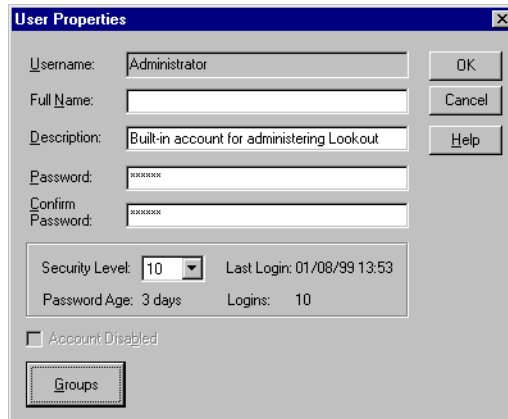 User Properties
Username: Administrator
OK
Full Name:
Cancel
Description: Built-in account for administering Lookout
Help
Password: xxxxxx
Confirm Password: xxxxxx
Security Level: 10 Last Login: 01/08/99 13:53
Password Age: 3 days Logins: 10
Account Disabled
Groups